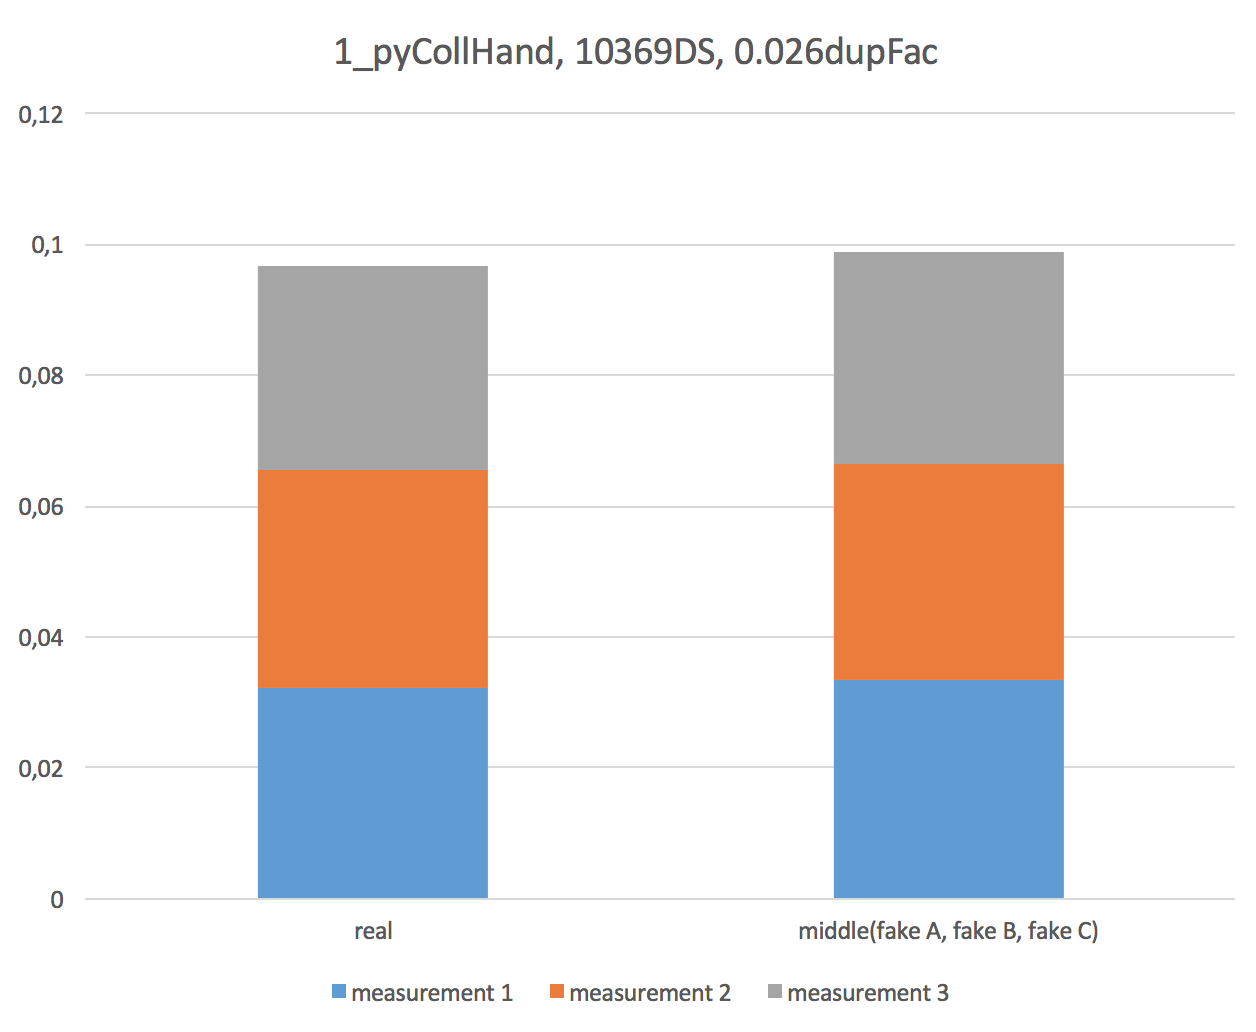 1_pyCollHand, 10369DS, 0.026dupFac
0,12
0,1
0,08
0,06
0,04
0,02
0
real
middle(fake A, fake B, fake C)
measurement 1
measurement 2
measurement 3